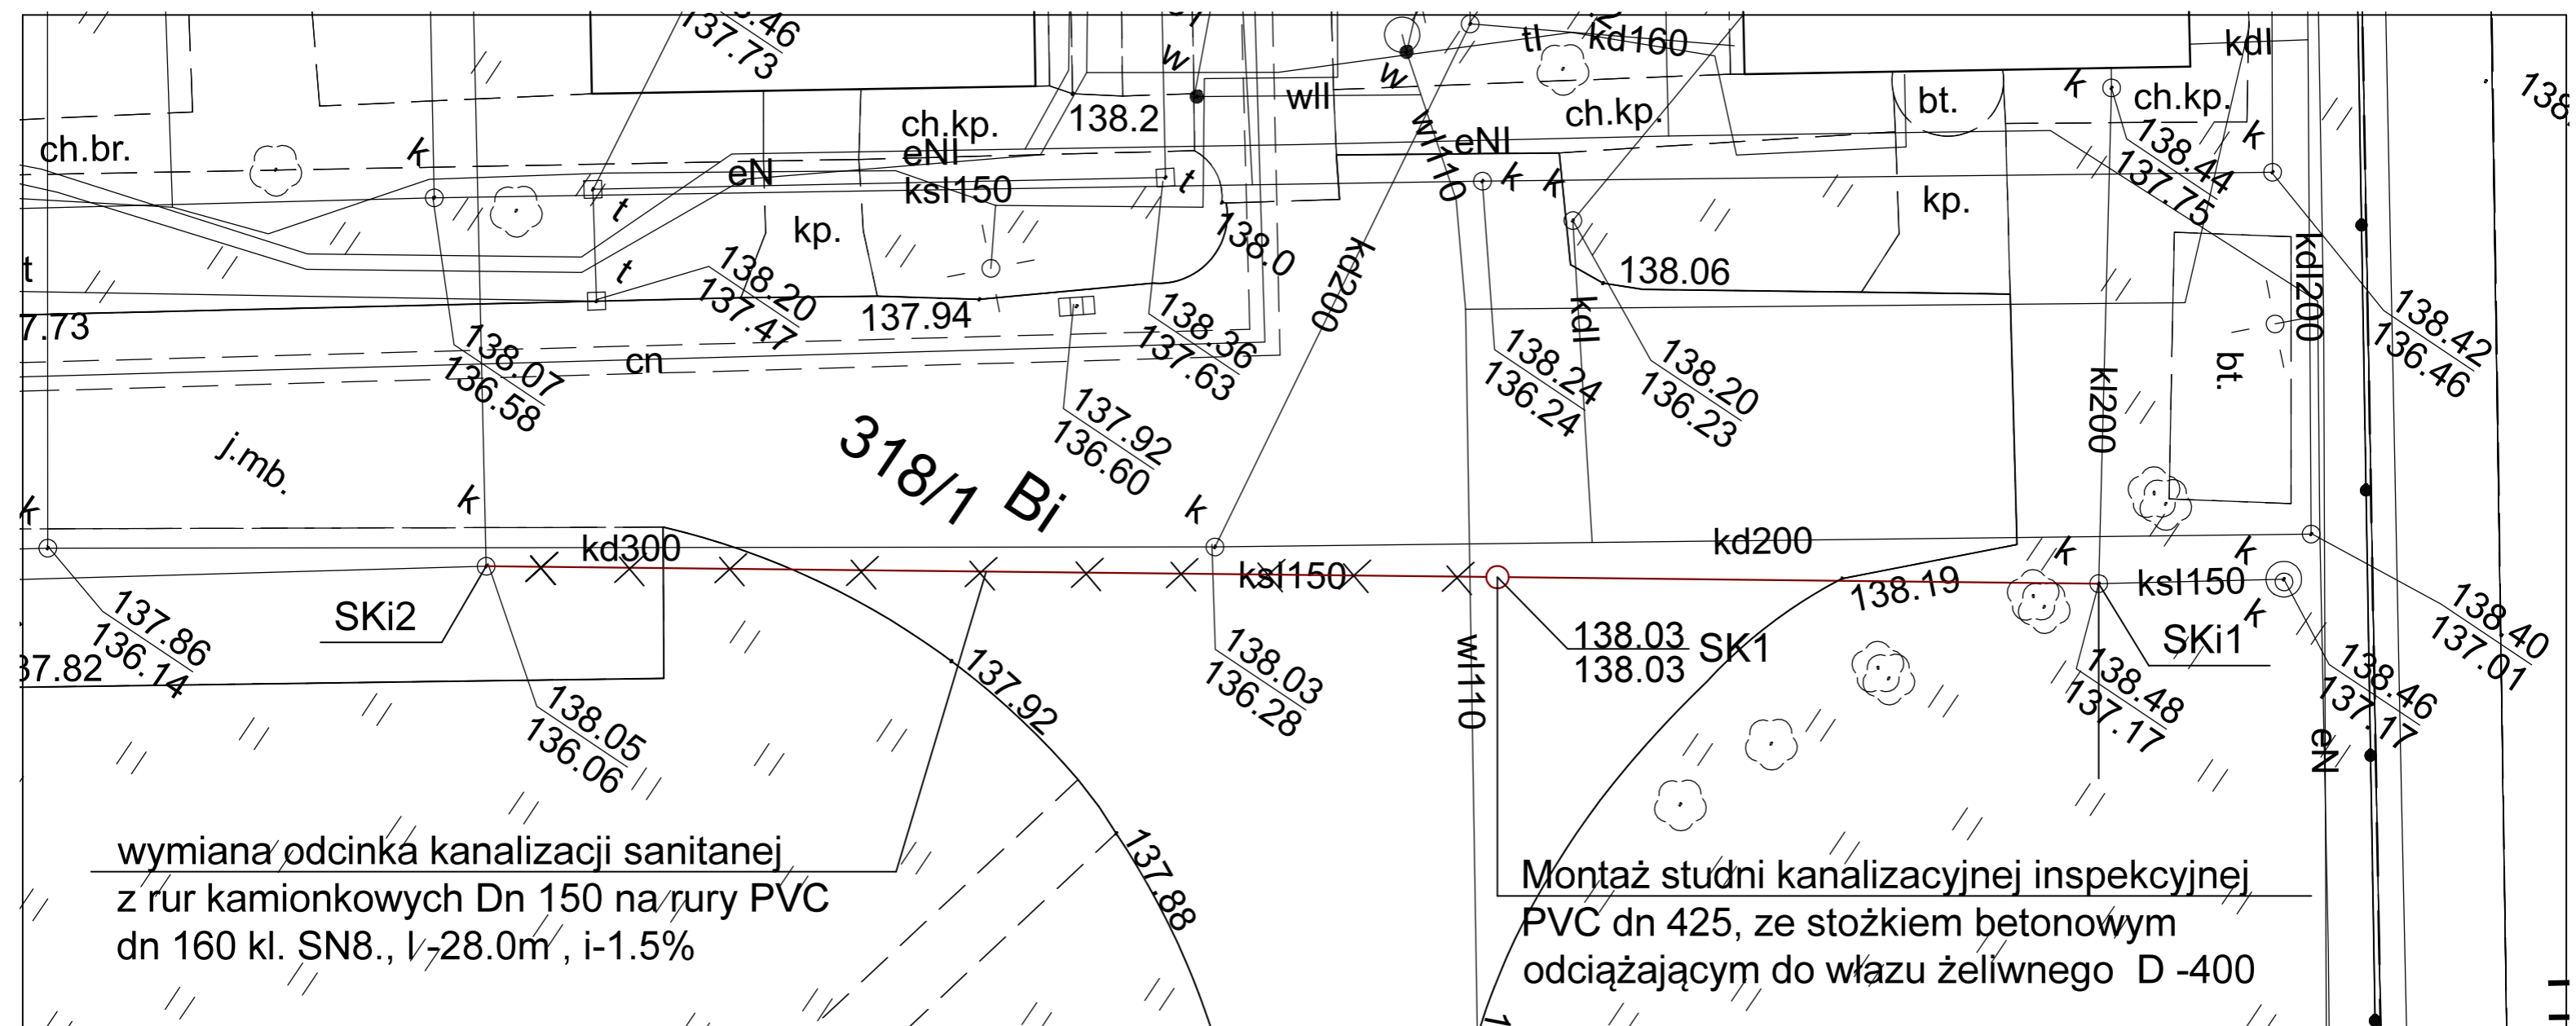 137.73
w
w
tl
kd160
kdl
k
138.2
wll
ch.kp.
ch.kp.
bt.
ch.kp.
ch.br.
k
eNl
eN
ksl150
t
wl110
eNl
k
k
kp.
138.44
137.75
k
t
kp.
138.0
kd200
138.06
kdl200
t
t
138.20
137.47
137.94
138.36
137.63
kdl
7.73
138.07
136.58
cn
138.24
136.24
138.20
136.23
138.42
136.46
bt.
kl200
137.92
136.60
j.mb.
318/1 Bi
k
k
k
kd300
kd200
k
k
ksl150
138.19
ksl150
k
SKi2
137.86
136.14
37.82
138.03
SK1
138.03
SKi1
138.40
137.01
138.03
136.28
wl110
138.48
137.17
138.46
137.17
138.05
136.06
137.92
eN
wymiana odcinka kanalizacji sanitanej
z rur kamionkowych Dn 150 na rury PVC
dn 160 kl. SN8., l -28.0m , i-1.5%
137.88
Montaż studni kanalizacyjnej inspekcyjnej
PVC dn 425, ze stożkiem betonowym
odciążającym do włazu żeliwnego D -400